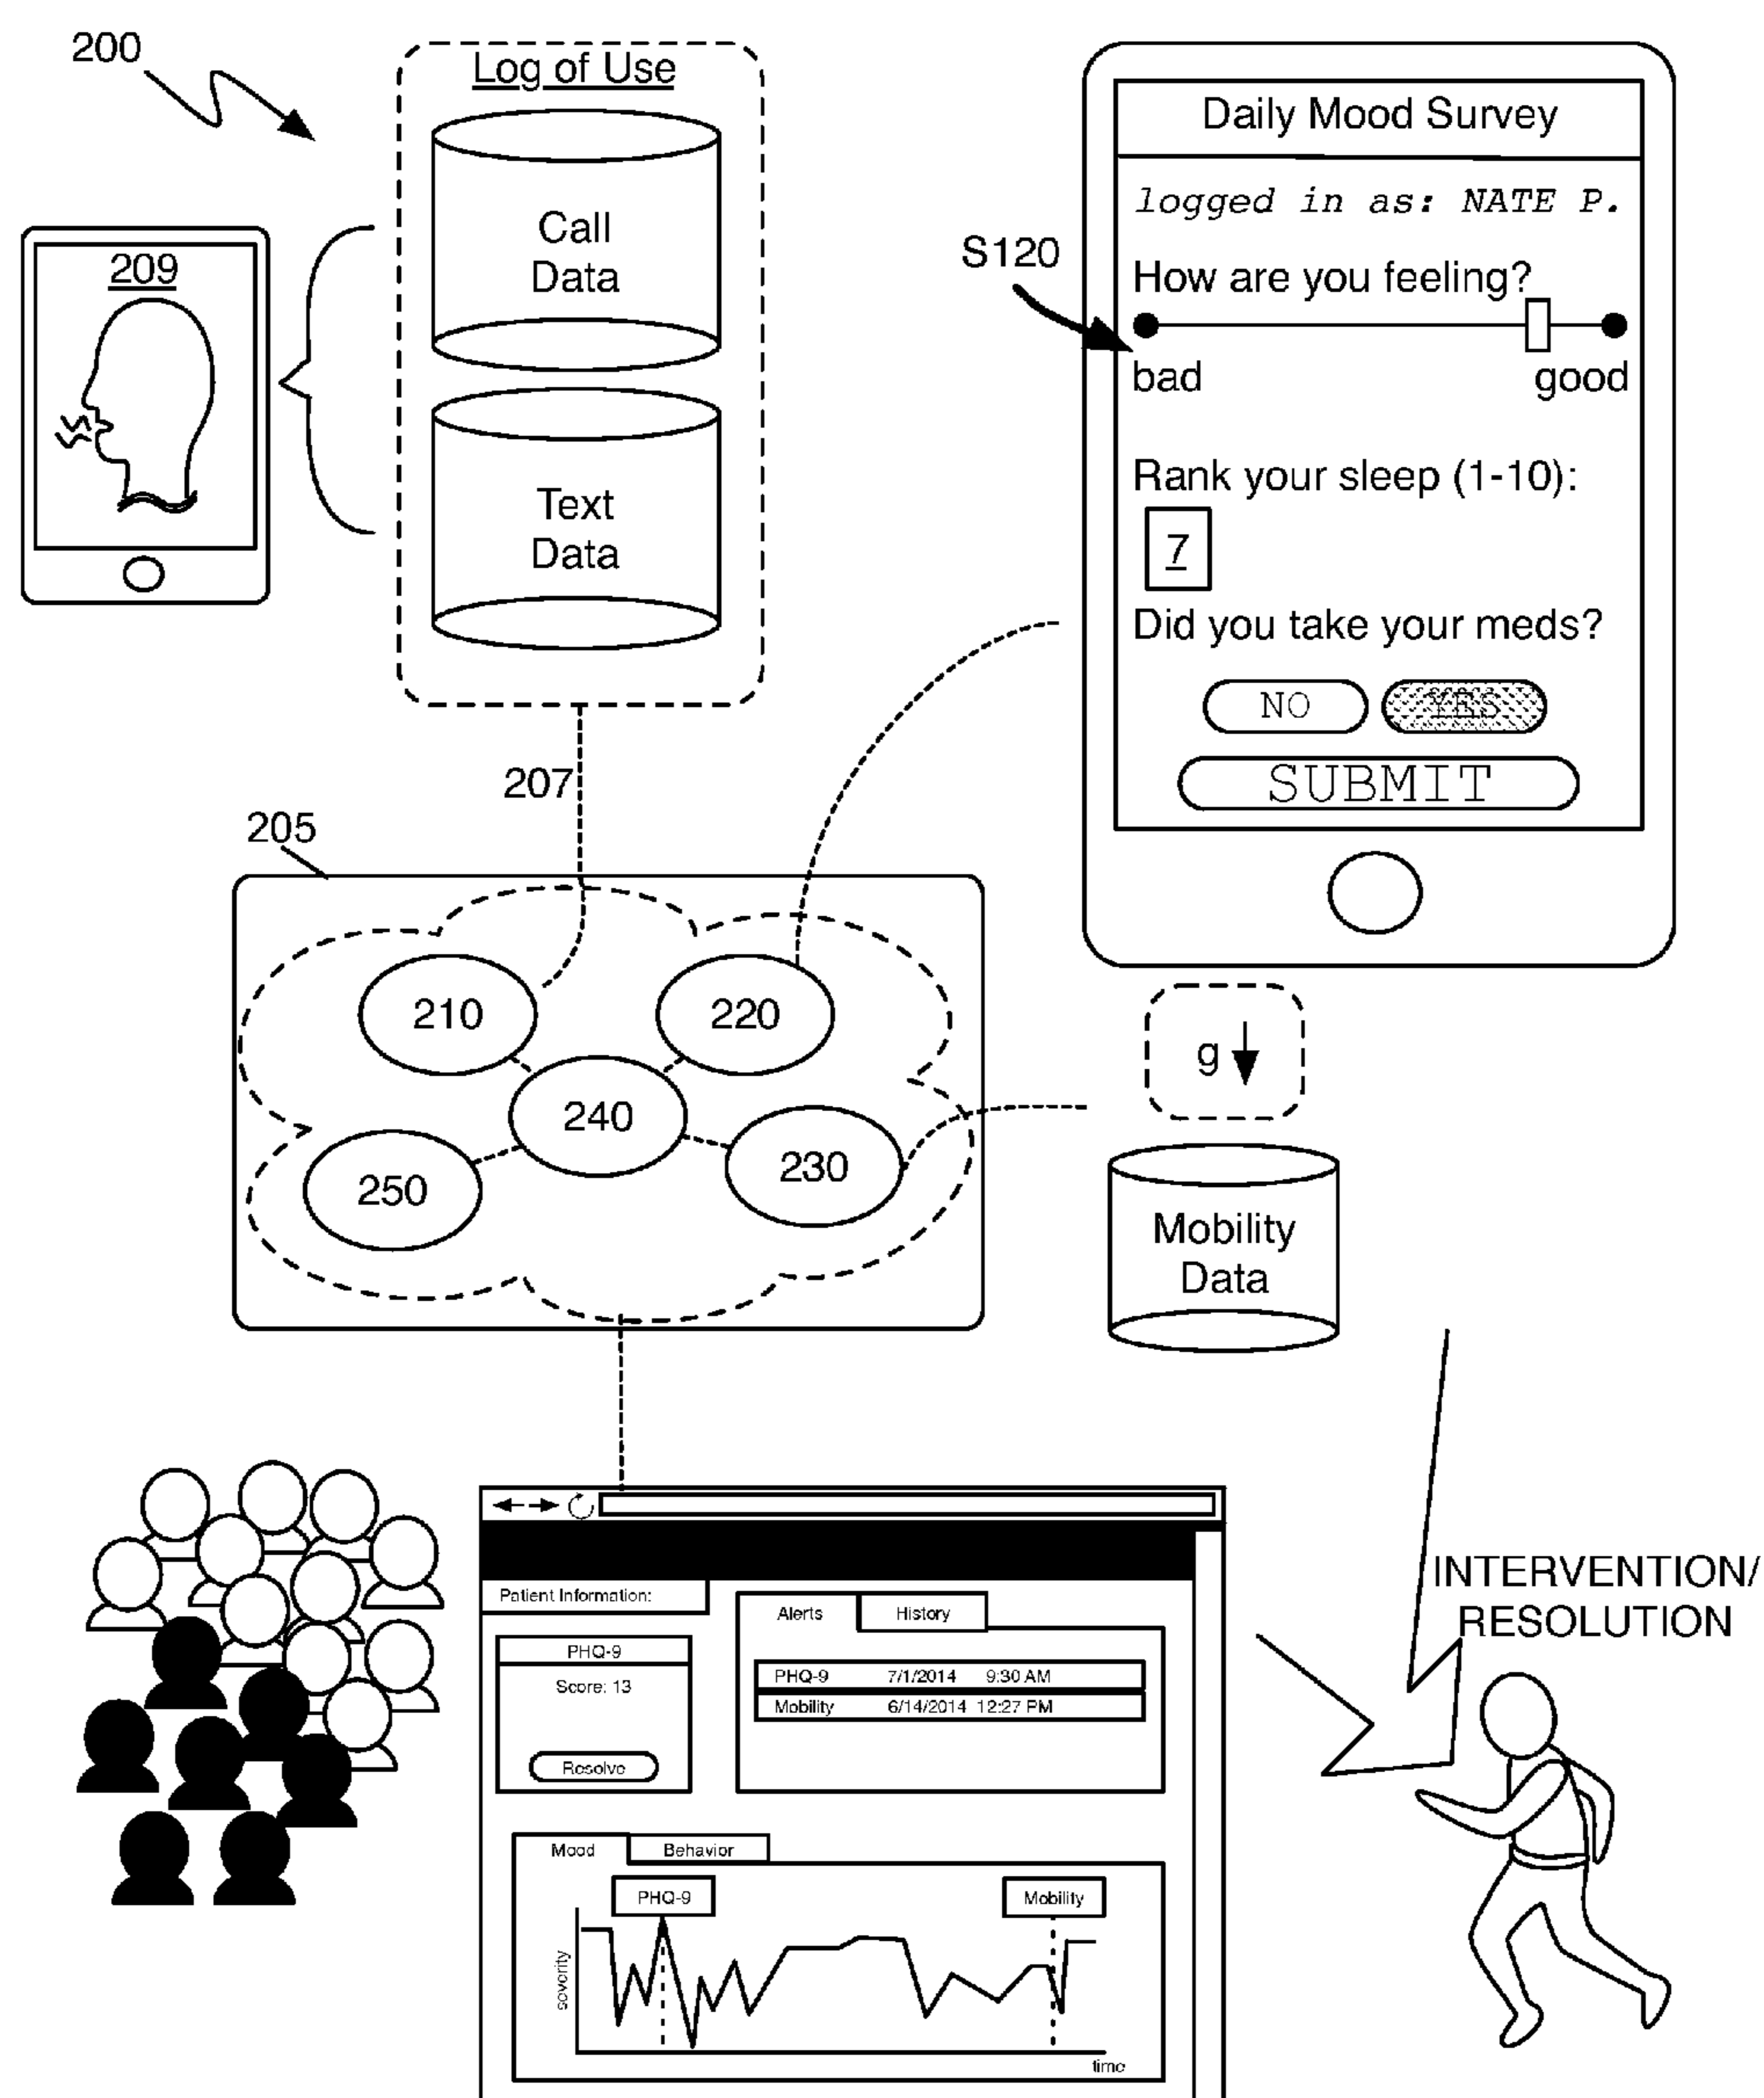 200
Log of Use
Call
Data
Text
Data
209
207
205
210
220
240
230
250
Daily Mood Survey
logged in as: NATE P.
S120
How are you feeling?
bad
good
Rank your sleep (1-10):
7
Did you take your meds?
NO
YES
SUBMIT
g
Mobility
Data
INTERVENTION/
RESOLUTION
Patient Information:
PHQ-9
Score: 13
Resolve
Alerts
History
PHQ-9 7/1/2014 9:30 AM
Mobility 6/14/2014 12:27 PM
Mood
Behavior
PHQ-9
Mobility
severity
time